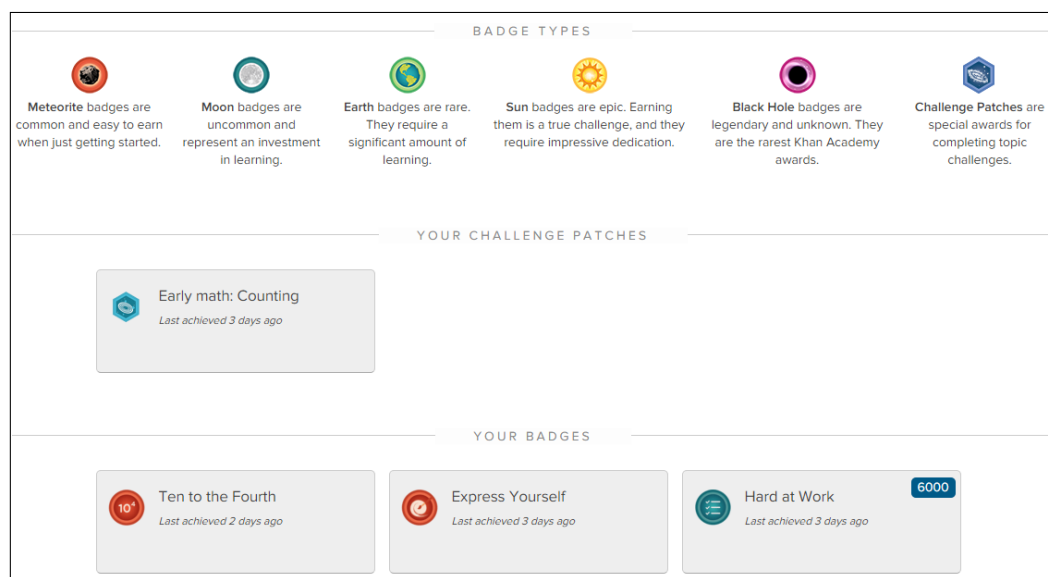 BADGE TYPES
Meteorite badges are
common and easy to earn
when just getting started.
Moon badges are
uncommon and
represent an investment
in learning.
Earth badges are rare.
They require a
significant amount of
learning.
Sun badges are epic. Earning
them is a true challenge, and they
require impressive dedication.
Black Hole badges are
legendary and unknown. They
are the rarest Khan Academy
awards.
Challenge Patches are
special awards for
completing topic
challenges.
YOUR CHALLENGE PATCHES
Early math: Counting
Last achieved 3 days ago
YOUR BADGES
10⁴
Ten to the Fourth
Last achieved 2 days ago
Express Yourself
Last achieved 3 days ago
Hard at Work
Last achieved 3 days ago
6000